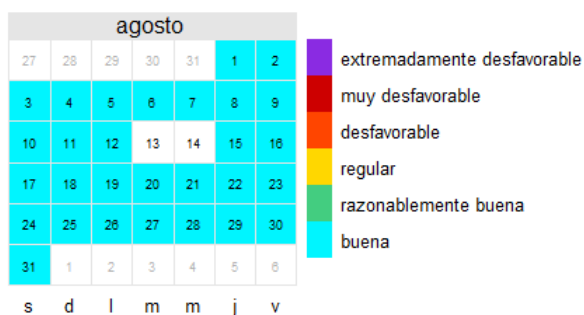 agosto
27 28 29 30 31 1 2
3 4 5 6 7 8 9
10 11 12 13 14 15 16
17 18 19 20 21 22 23
24 25 26 27 28 29 30
31 1 2 3 4 5 6
s d l m m j v
extremadamente desfavorable
muy desfavorable
desfavorable
regular
razonablemente buena
buena